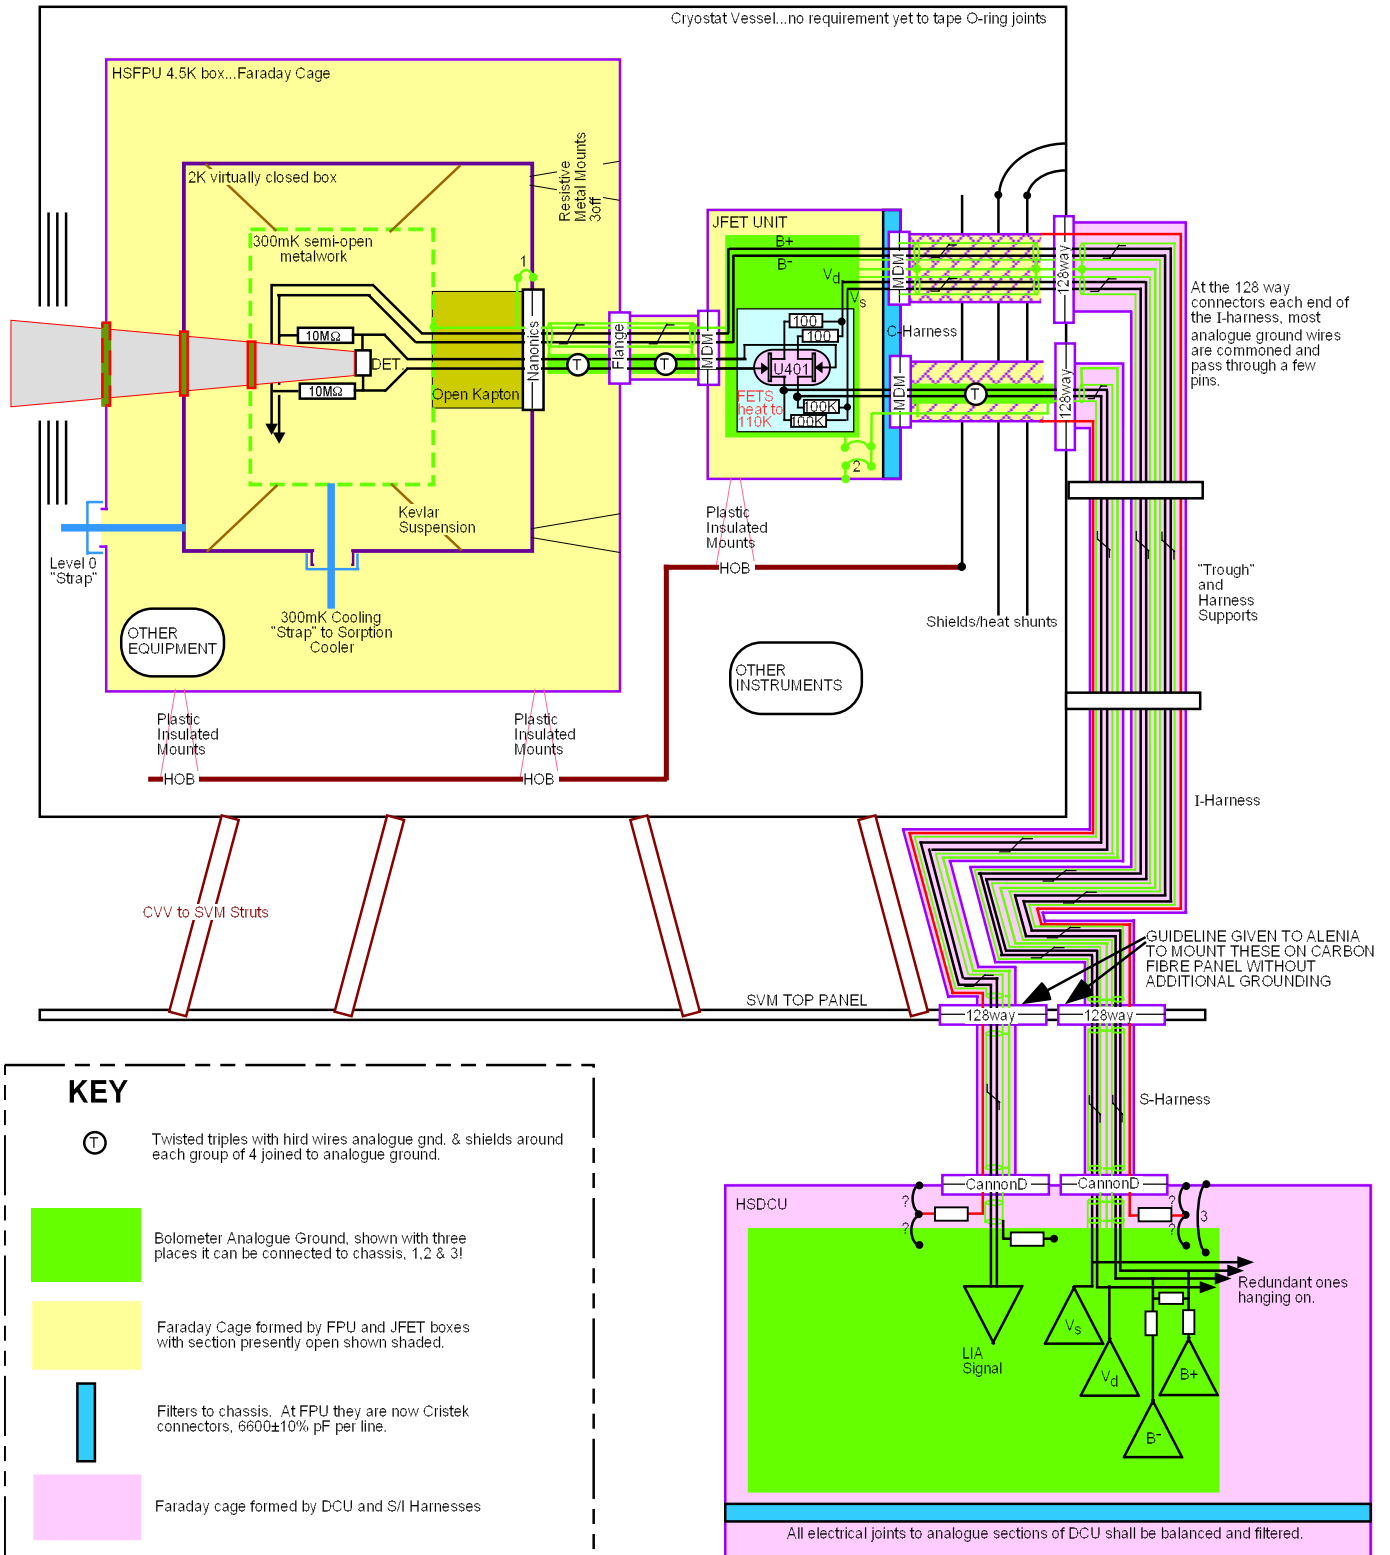 Cryostat Vessel...no requirement yet to tape O-ring joints
HSFPU 4.5K box...Faraday Cage
Resistive
Metal Mounts
3off
2K virtually closed box
300mK semi-open
metalwork
1
10MΩ
DET.
10MΩ
Open Kapton
Nanonics
T
Flange
T
MDM
JFET UNIT
B+
B-
Vd
Vs
100
100
U401
FETS
heat to
110K
100K
100K
2
MDM
C-Harness
MDM
T
128way
128way
At the 128 way
connectors each end of
the I-harness, most
analogue ground wires
are commoned and
pass through a few
pins.
Kevlar
Suspension
Level 0
"Strap"
300mK Cooling
"Strap" to Sorption
Cooler
OTHER
EQUIPMENT
Plastic
Insulated
Mounts
HOB
Shields/heat shunts
OTHER
INSTRUMENTS
"Trough"
and
Harness
Supports
Plastic
Insulated
Mounts
HOB
Plastic
Insulated
Mounts
HOB
I-Harness
CVV to SVM Struts
GUIDELINE GIVEN TO ALENIA
TO MOUNT THESE ON CARBON
FIBRE PANEL WITHOUT
ADDITIONAL GROUNDING
SVM TOP PANEL
128way
128way
S-Harness
CannonD
CannonD
HSDCU
?
?
?
?
3
Redundant ones
hanging on.
LIA
Signal
Vs
Vd
B+
B-
All electrical joints to analogue sections of DCU shall be balanced and filtered.
KEY
T
Twisted triples with hird wires analogue gnd. & shields around
each group of 4 joined to analogue ground.
Bolometer Analogue Ground, shown with three
places it can be connected to chassis, 1,2 & 3!
Faraday Cage formed by FPU and JFET boxes
with section presently open shown shaded.
Filters to chassis. At FPU they are now Cristek
connectors, 6600±10% pF per line.
Faraday cage formed by DCU and S/I Harnesses